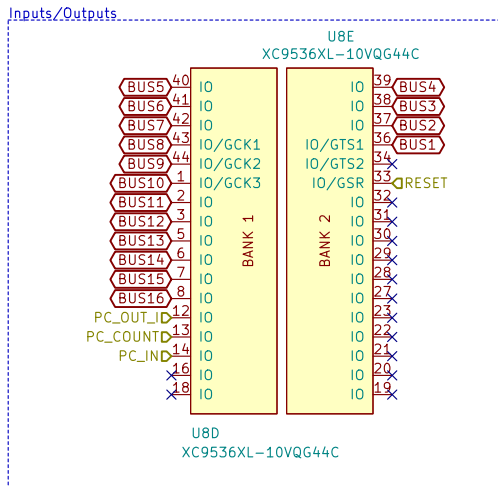 Inputs/Outputs
U8E
XC9536XL-10VQG44C
BUS5 40 IO IO 39 BUS4
BUS6 41 IO IO 38 BUS3
BUS7 42 IO IO 37 BUS2
BUS8 43 IO/GCK1 IO/GTS1 36 BUS1
BUS9 44 IO/GCK2 IO/GTS2 34
BUS10 1 IO/GCK3 IO/GSR 33 RESET
BUS11 2 IO IO 32
BUS12 3 IO IO 31
BUS13 5 IO IO 30
BUS14 6 IO IO 29
BUS15 7 IO IO 28
BUS16 8 IO IO 27
PC_OUT_I 12 IO IO 23
PC_COUNT 13 IO IO 22
PC_IN 14 IO IO 21
16 IO IO 20
18 IO IO 19
BANK 1
BANK 2
U8D
XC9536XL-10VQG44C